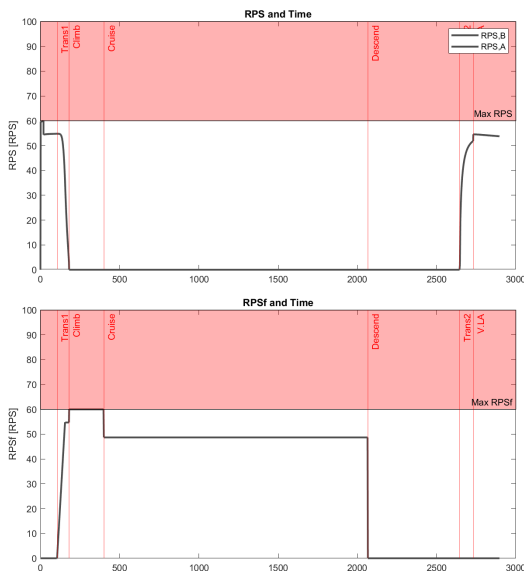 RPS and Time
100
90
80
70
60
50
40
30
20
10
0
RPS [RPS]
Trans1
Climb
Cruise
Descend
2
A
RPS,B
RPS,A
Max RPS
0
500
1000
1500
2000
2500
3000
RPSf and Time
100
90
80
70
60
50
40
30
20
10
0
RPSf [RPS]
Trans1
Climb
Cruise
Descend
Trans2
V.LA
Max RPSf
0
500
1000
1500
2000
2500
3000